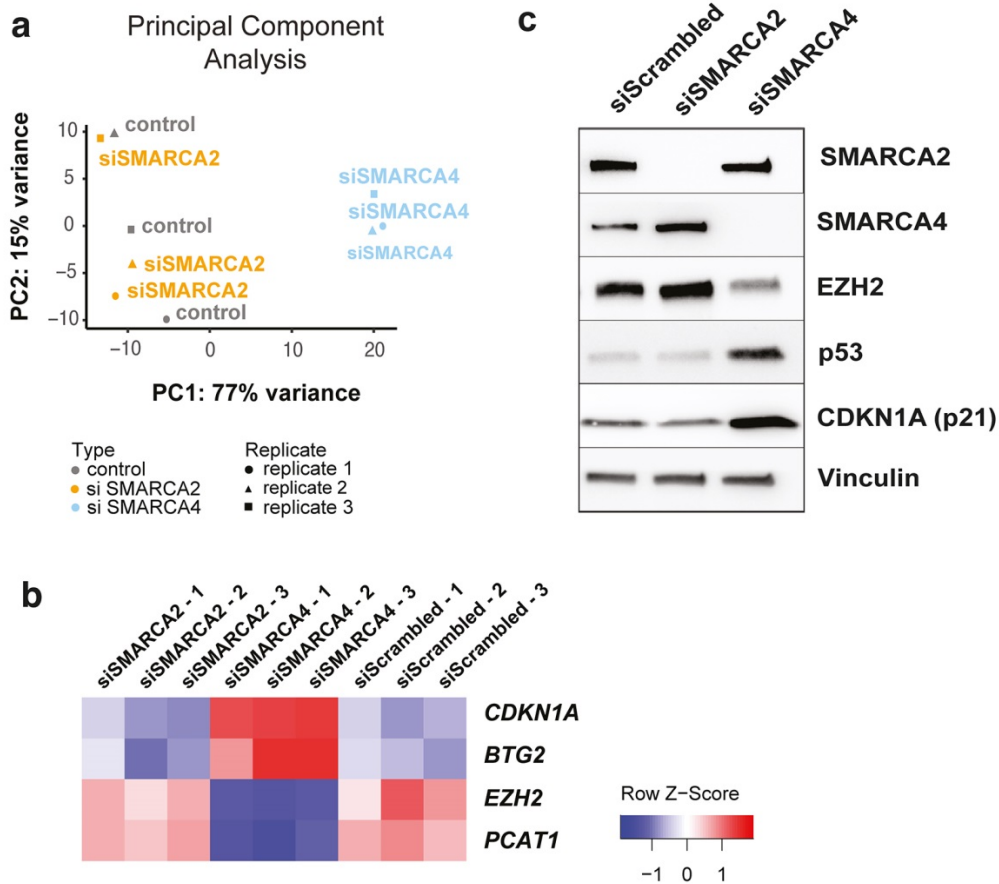 a
Principal Component
Analysis
PC2: 15% variance
10
5
0
−5
−10
control
siSMARCA2
control
siSMARCA2
siSMARCA2
control
siSMARCA4
siSMARCA4
siSMARCA4
−10
0
10
20
PC1: 77% variance
Type
control
si SMARCA2
si SMARCA4
Replicate
replicate 1
replicate 2
replicate 3
c
siScrambled
siSMARCA2
siSMARCA4
SMARCA2
SMARCA4
EZH2
p53
CDKN1A (p21)
Vinculin
b
siSMARCA2 - 1
siSMARCA2 - 2
siSMARCA2 - 3
siSMARCA4 - 1
siSMARCA4 - 2
siSMARCA4 - 3
siScrambled - 1
siScrambled - 2
siScrambled - 3
CDKN1A
BTG2
EZH2
PCAT1
Row Z−Score
−1 0 1